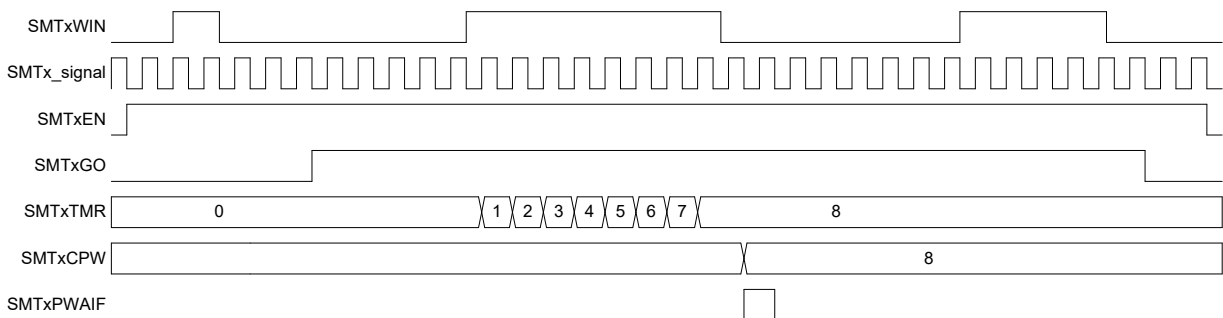 SMTxWIN
SMTx_signal
SMTxEN
SMTxGO
SMTxTMR 0 1 2 3 4 5 6 7 8
SMTxCPW 8
SMTxPWAIF